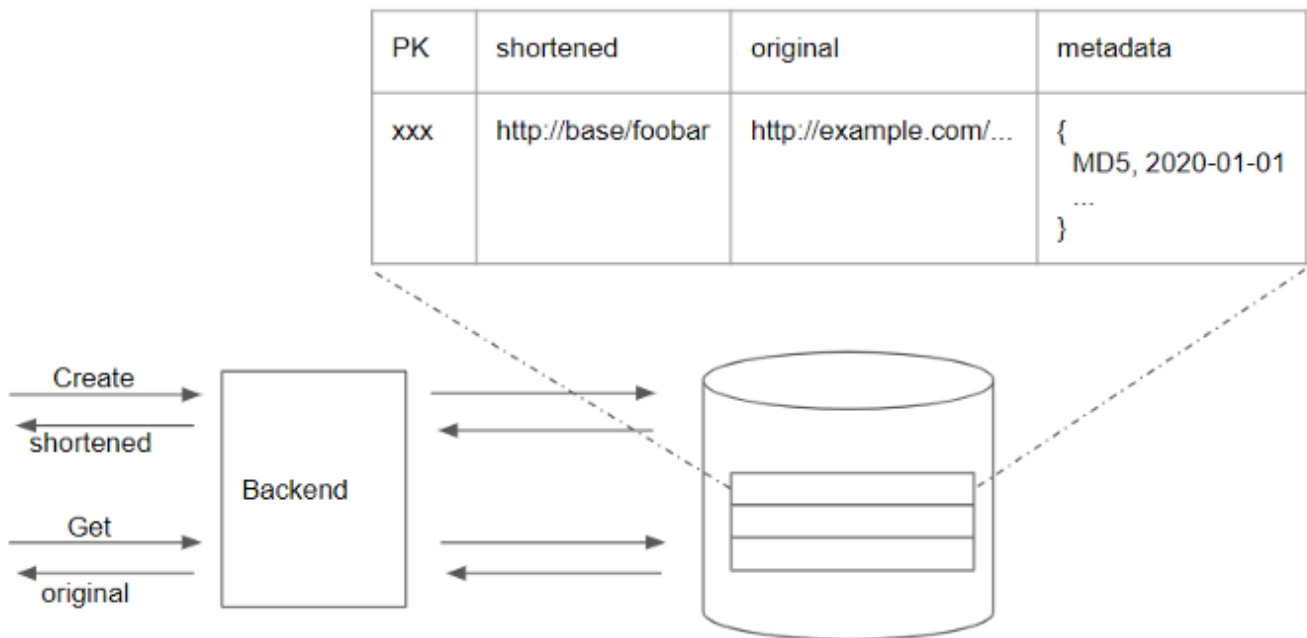 PK shortened original metadata
xxx http://base/foobar http://example.com/... {
MD5, 2020-01-01
...
}
Create
shortened
Backend
Get
original